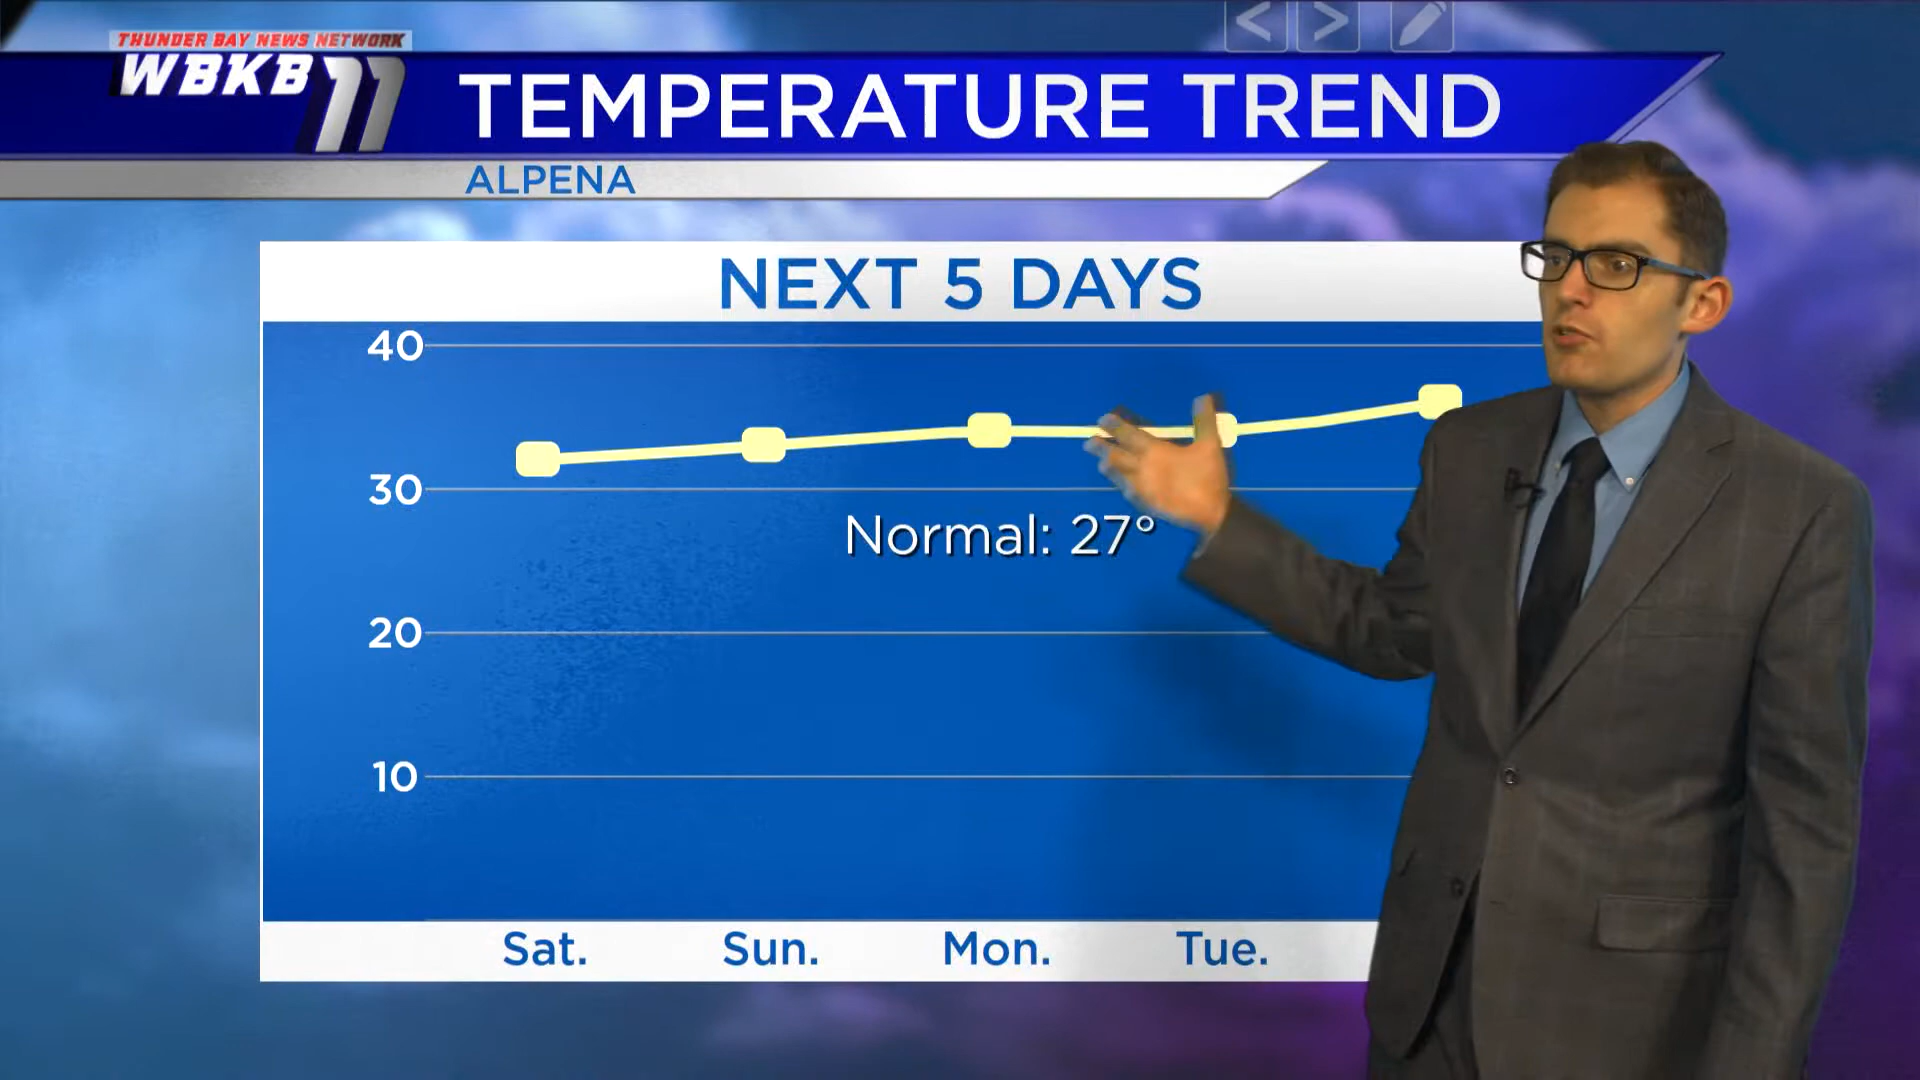 THUNDER BAY NEWS NETWORK
WBKB 11
TEMPERATURE TREND
ALPENA
NEXT 5 DAYS
40
30
Normal: 27°
20
10
Sat. Sun. Mon. Tue.